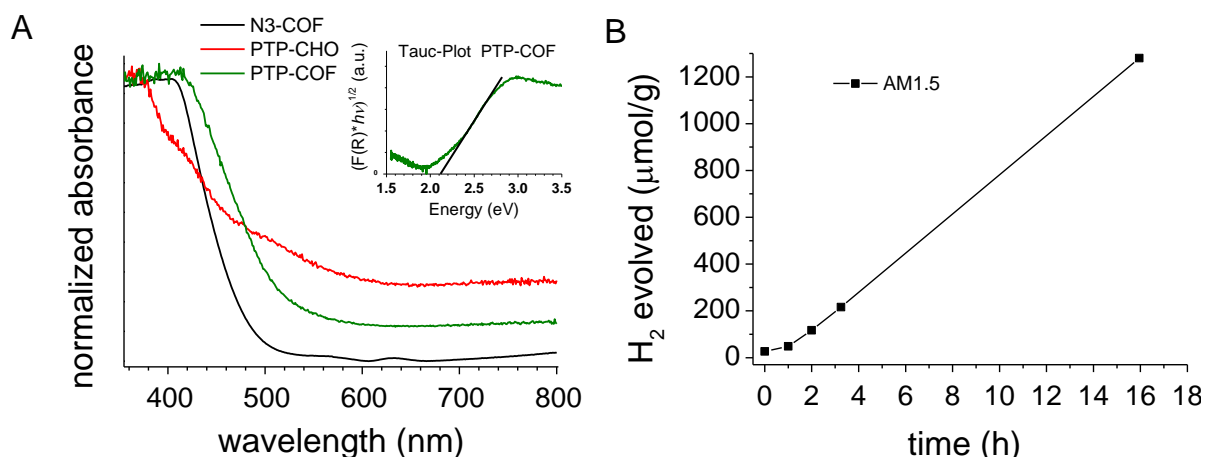 A
N3-COF
PTP-CHO
PTP-COF
Tauc-Plot PTP-COF
(F(R)*hν)^1/2 (a.u.)
0
1.5 2.0 2.5 3.0 3.5
Energy (eV)
normalized absorbance
400 500 600 700 800
wavelength (nm)
B
AM1.5
H₂ evolved (μmol/g)
1200
1000
800
600
400
200
0
0 2 4 6 8 10 12 14 16 18
time (h)